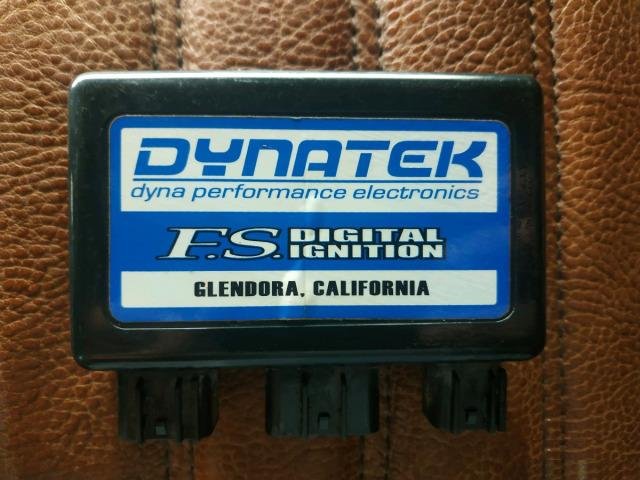 DYNATEK
dyna performance electronics
F.S. DIGITAL IGNITION
GLENDORA, CALIFORNIA